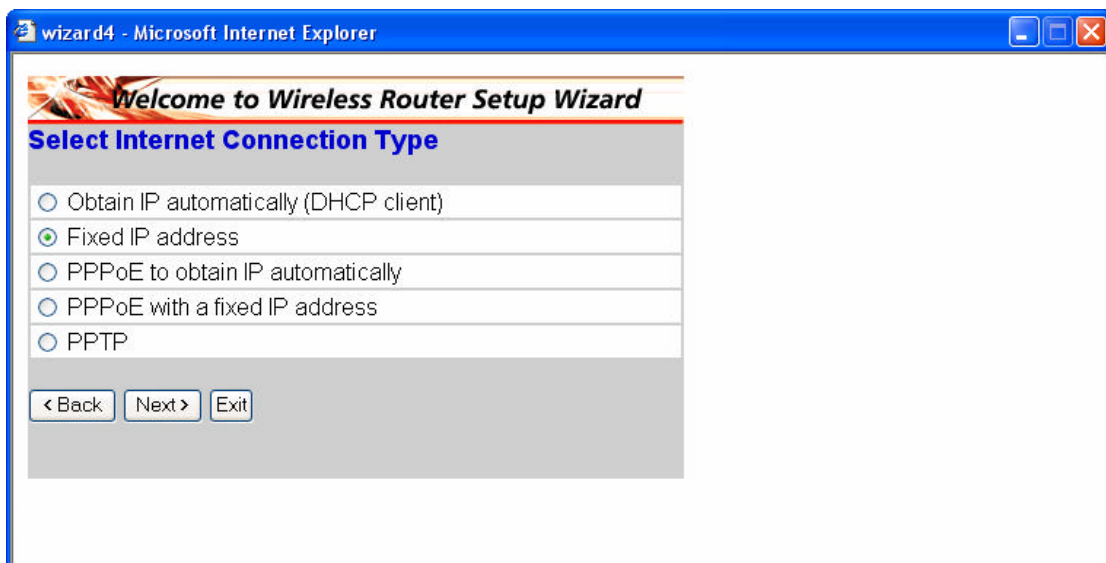 wizard4 - Microsoft Internet Explorer
Welcome to Wireless Router Setup Wizard
Select Internet Connection Type
Obtain IP automatically (DHCP client)
Fixed IP address
PPPoE to obtain IP automatically
PPPoE with a fixed IP address
PPTP
< Back Next > Exit